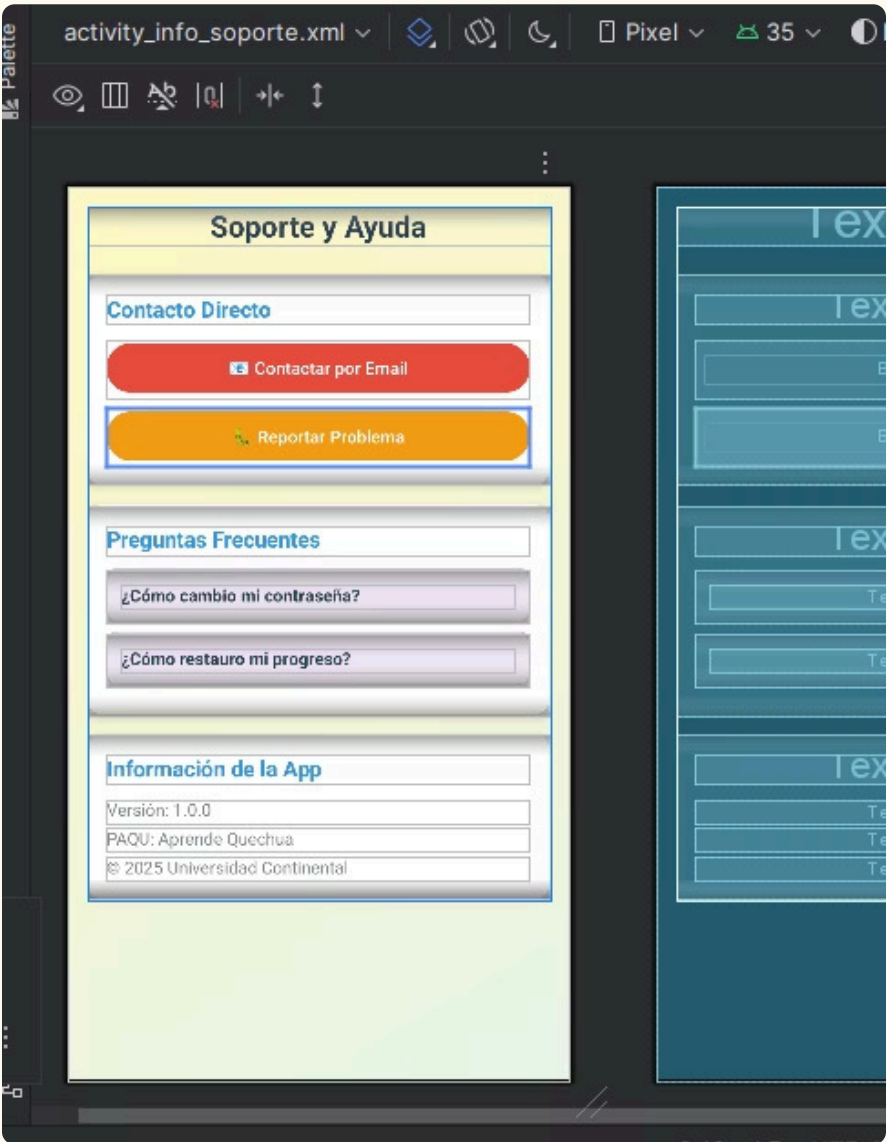 Palette
activity_info_soporte.xml
Pixel
35
Soporte y Ayuda
Contacto Directo
📧 Contactar por Email
🐛 Reportar Problema
Preguntas Frecuentes
¿Cómo cambio mi contraseña?
¿Cómo restauro mi progreso?
Información de la App
Versión: 1.0.0
PAQU: Aprende Quechua
© 2025 Universidad Continental